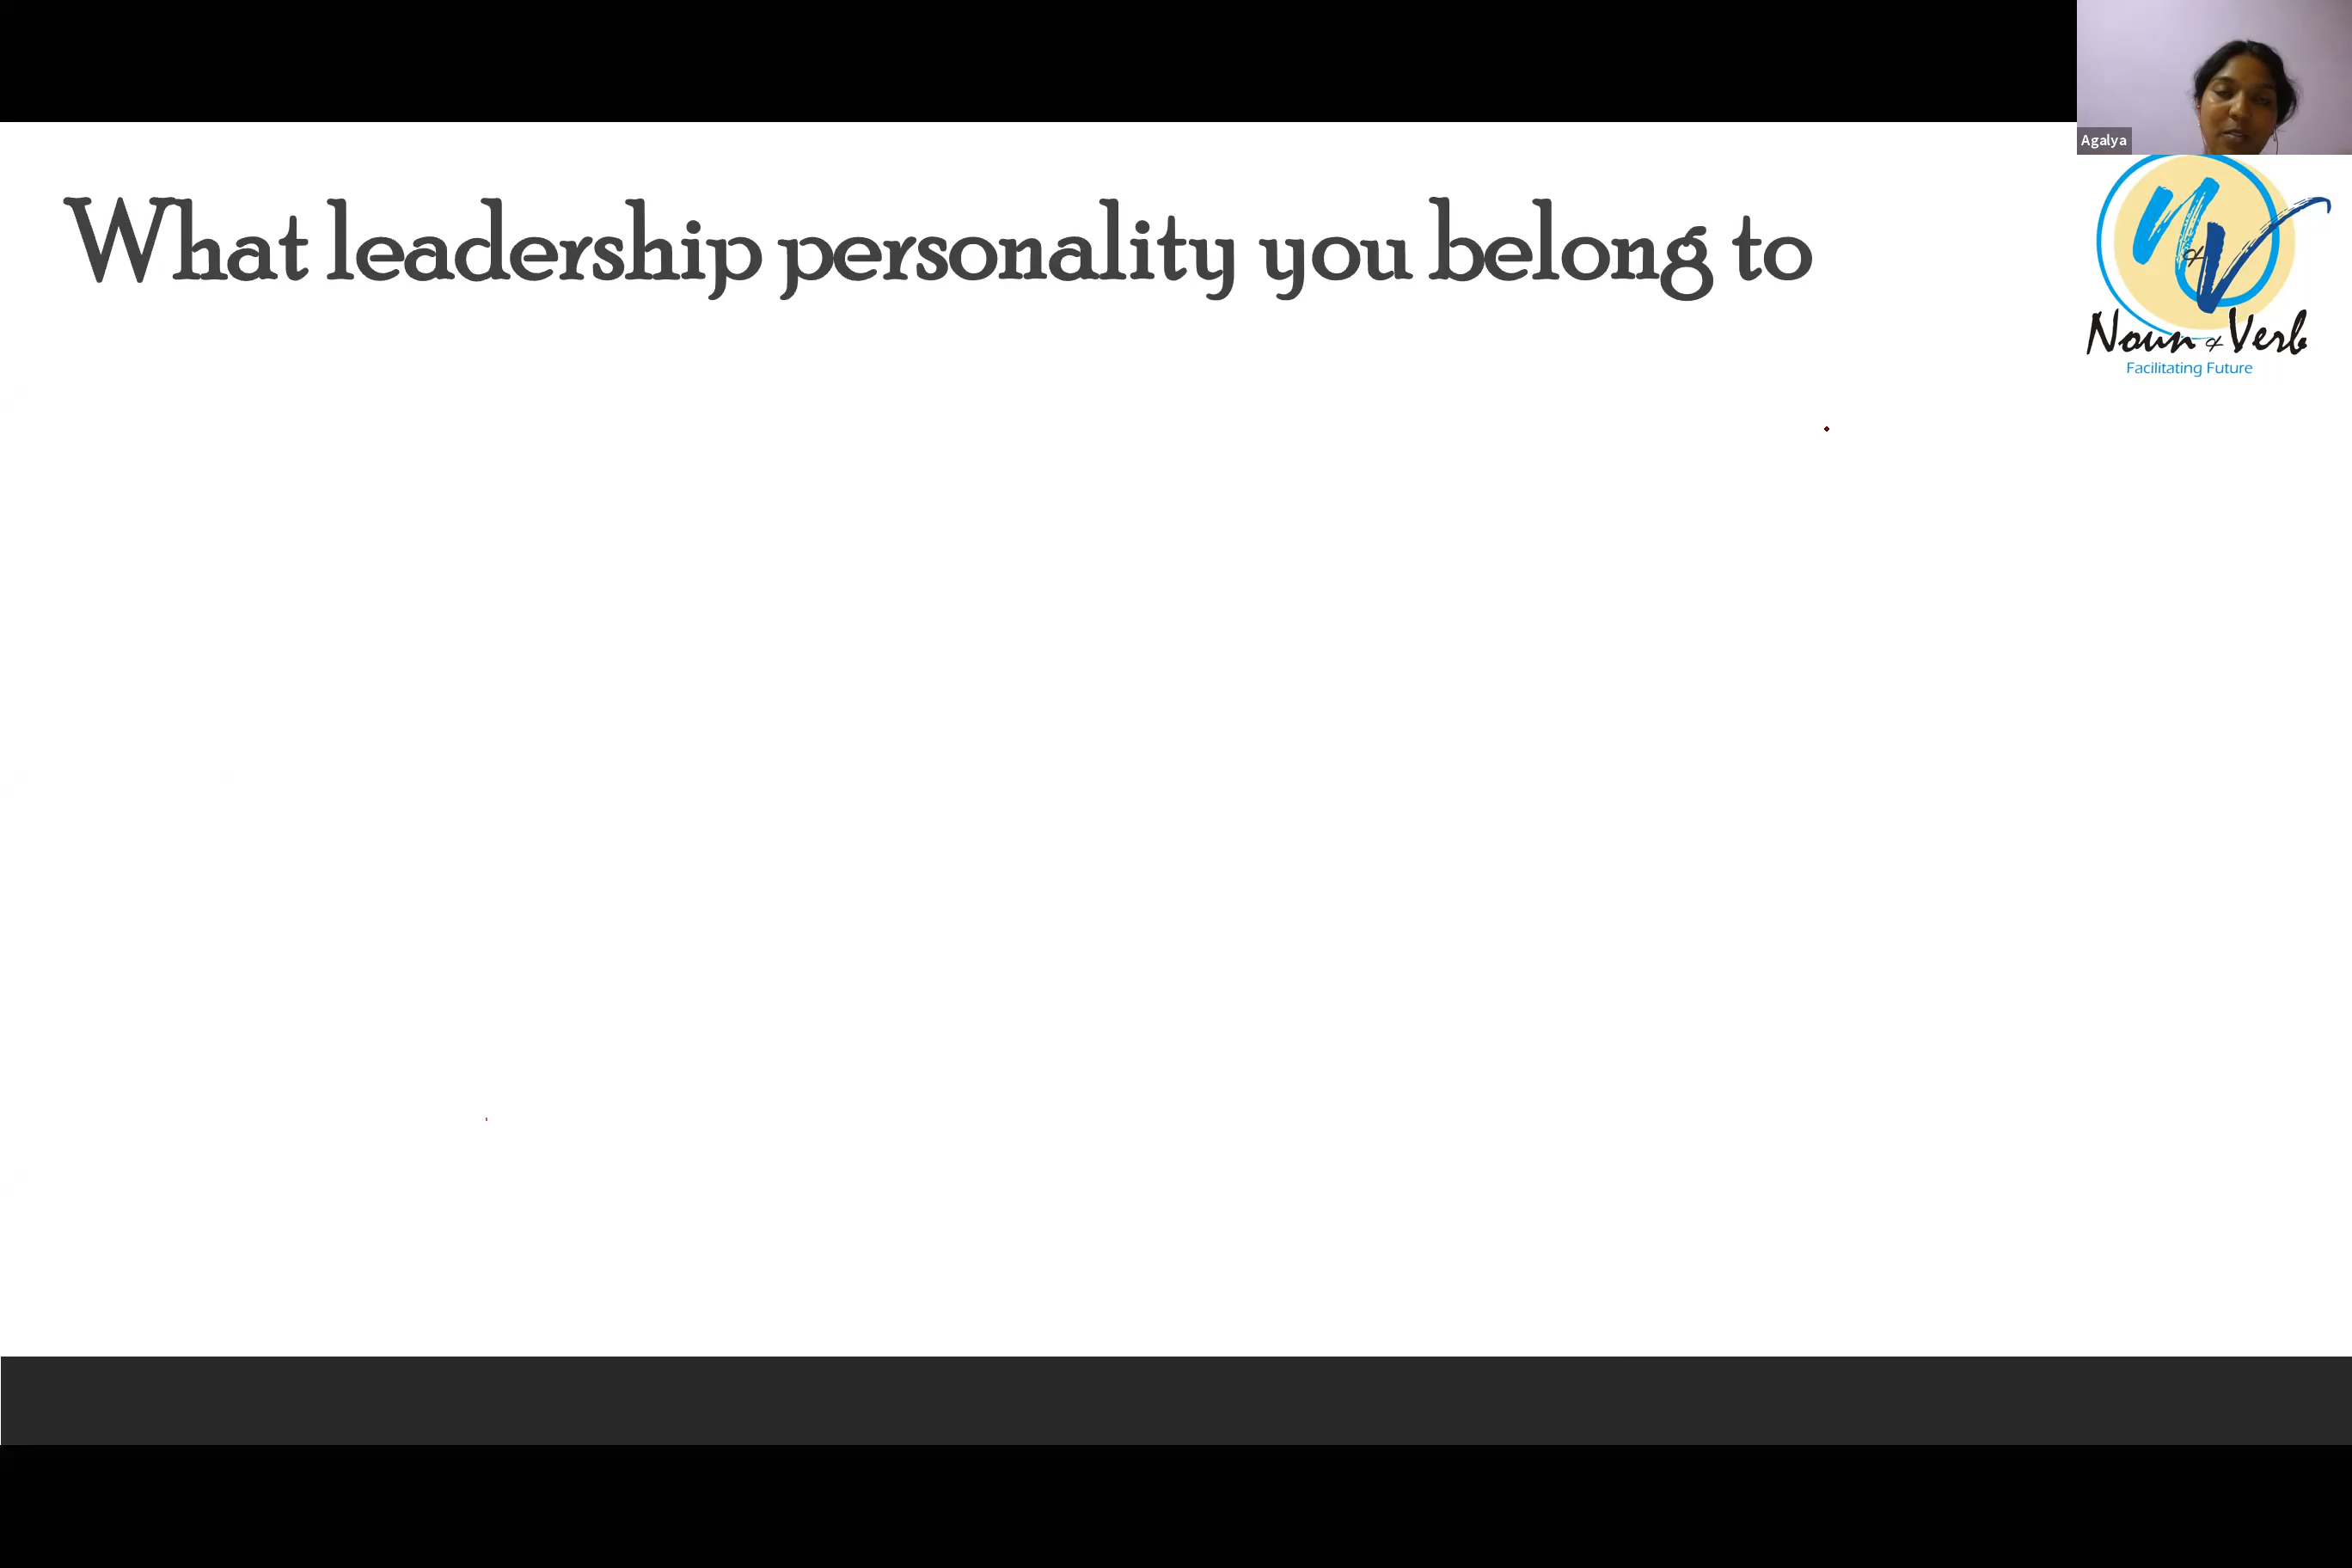 Agalya
What leadership personality you belong to
N & V
Noun & Verb
Facilitating Future